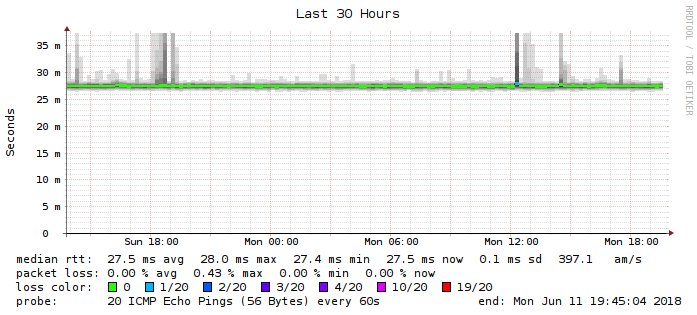 Last 30 Hours
RRDTOOL / TOBI OETIKER
Seconds
35 m
30 m
25 m
20 m
15 m
10 m
5 m
0
Sun 18:00 Mon 00:00 Mon 06:00 Mon 12:00 Mon 18:00
median rtt: 27.5 ms avg 28.0 ms max 27.4 ms min 27.5 ms now 0.1 ms sd 397.1 am/s
packet loss: 0.00 % avg 0.43 % max 0.00 % min 0.00 % now
loss color: 0 1/20 2/20 3/20 4/20 10/20 19/20
probe: 20 ICMP Echo Pings (56 Bytes) every 60s end: Mon Jun 11 19:45:04 2018